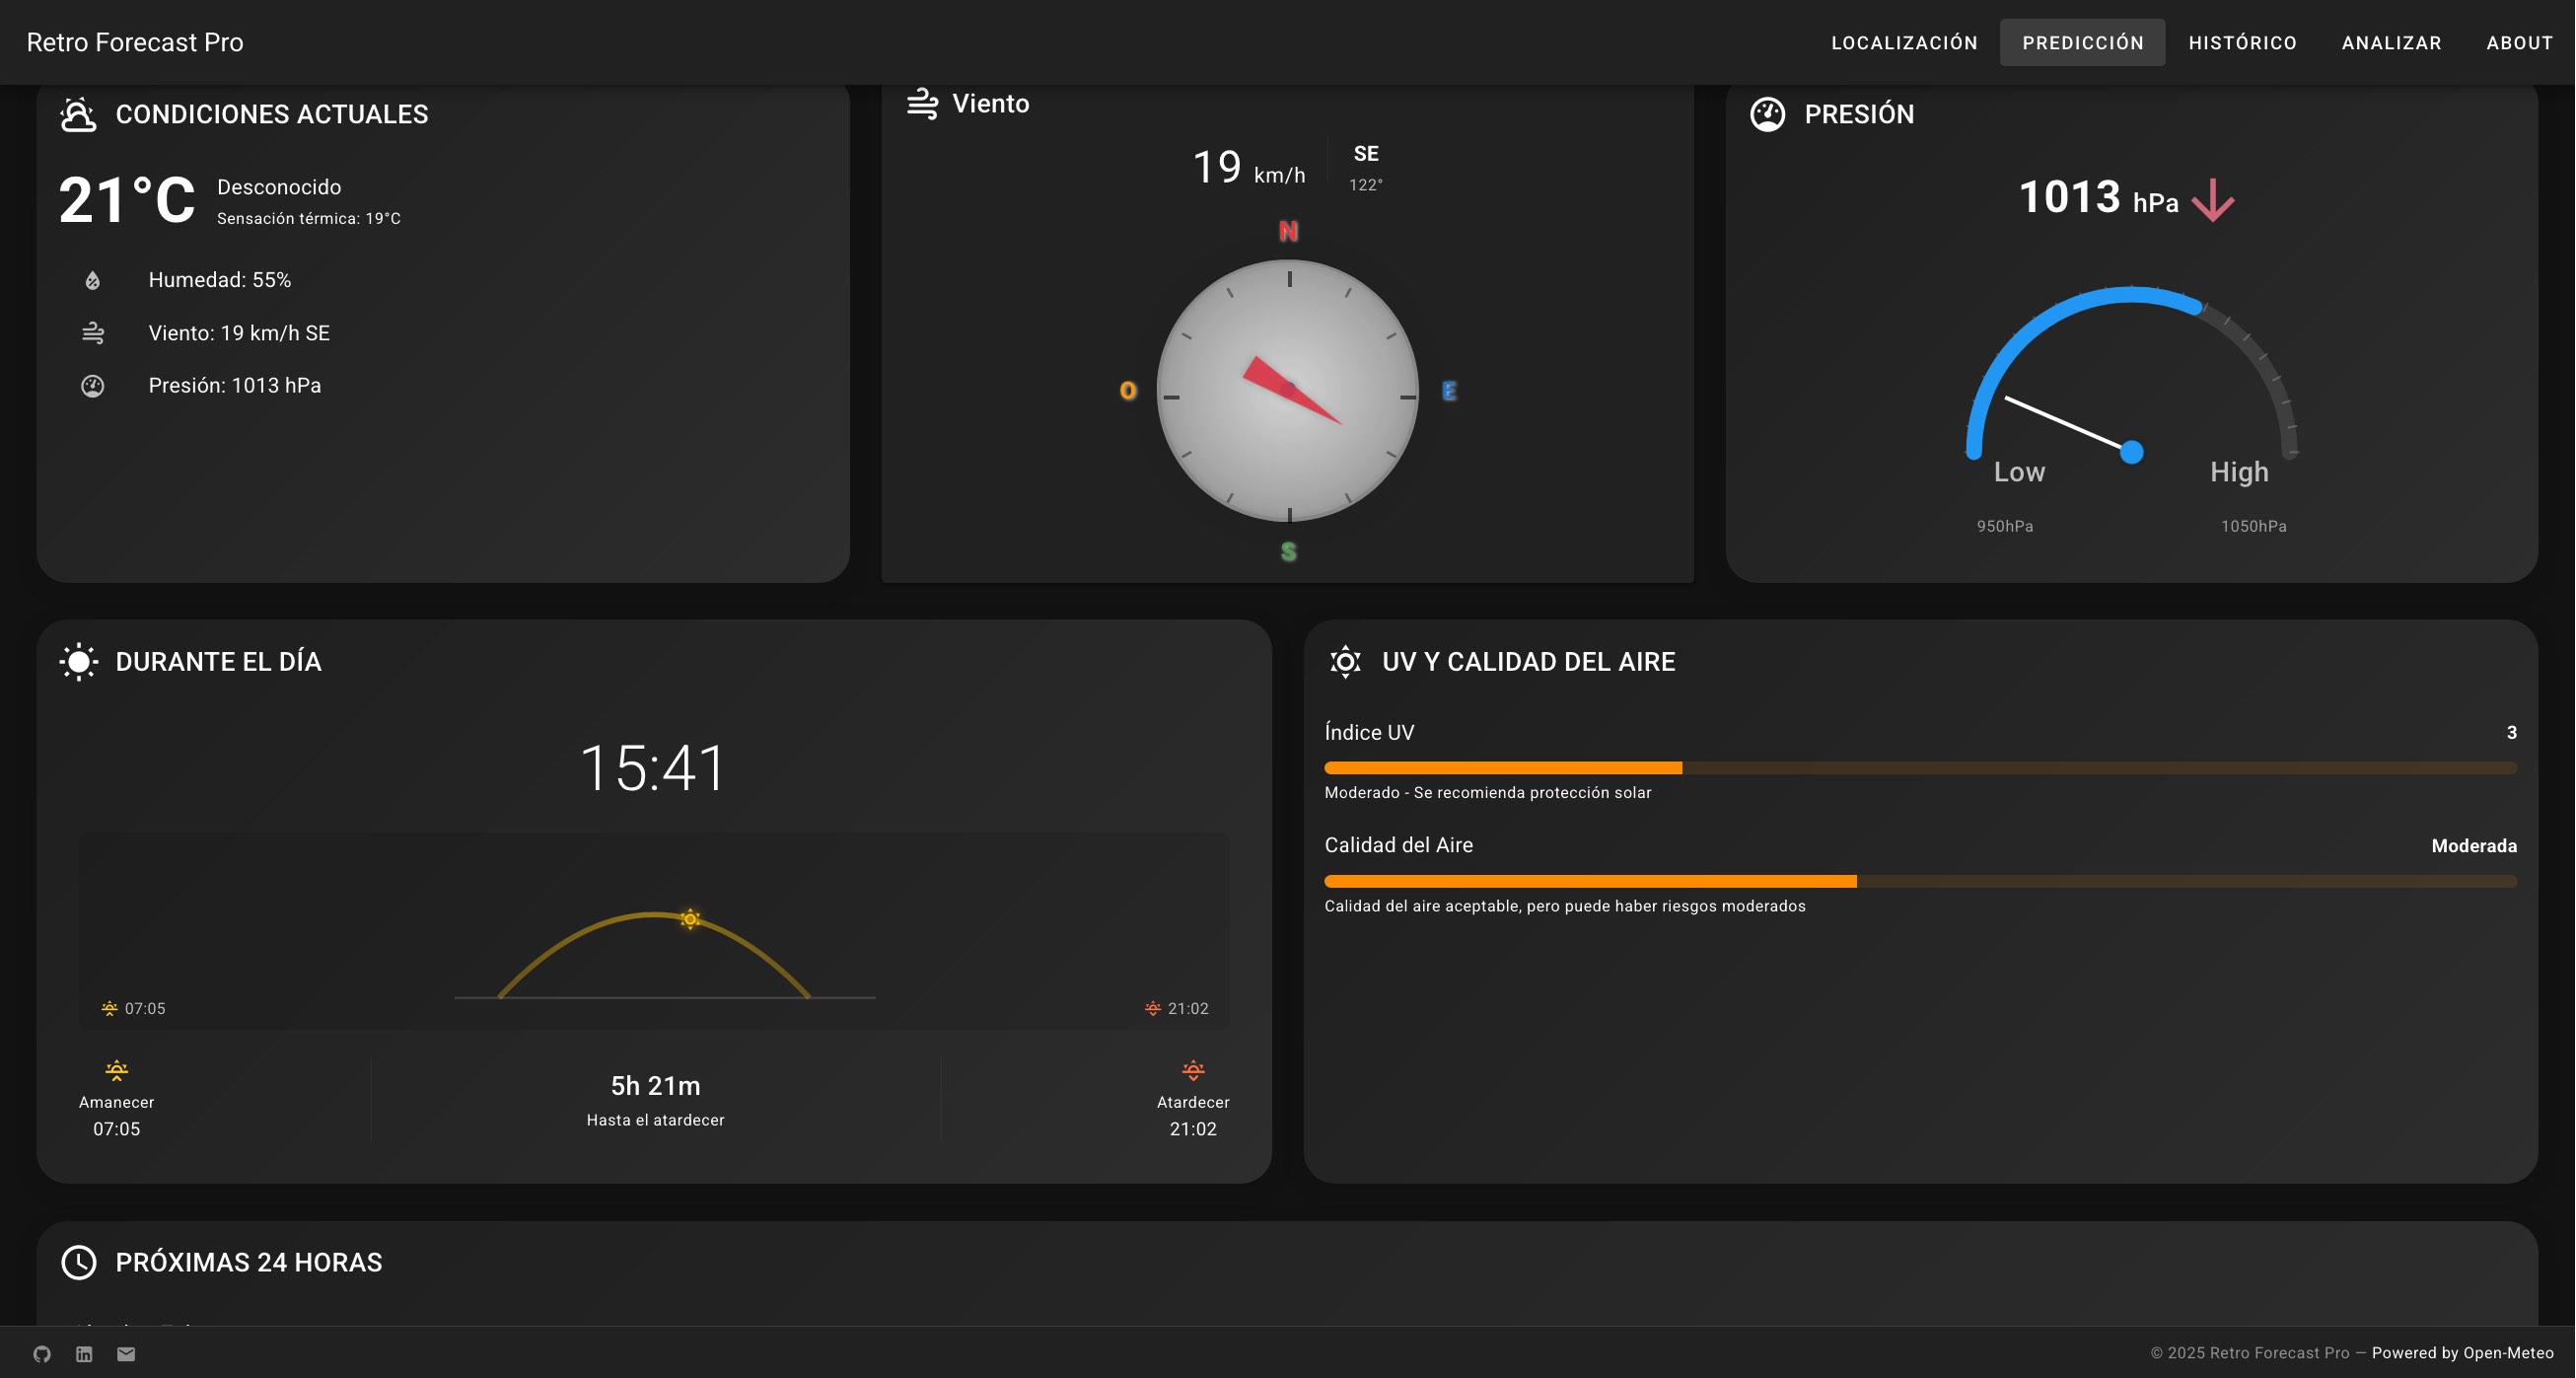 Retro Forecast Pro
LOCALIZACIÓN PREDICCIÓN HISTÓRICO ANALIZAR ABOUT
CONDICIONES ACTUALES
21°C
Desconocido
Sensación térmica: 19°C
Humedad: 55%
Viento: 19 km/h SE
Presión: 1013 hPa
Viento
19 km/h
SE
122°
N
O
E
S
PRESIÓN
1013 hPa
Low
High
950hPa
1050hPa
DURANTE EL DÍA
15:41
07:05
21:02
Amanecer
07:05
5h 21m
Hasta el atardecer
Atardecer
21:02
UV Y CALIDAD DEL AIRE
Índice UV 3
Moderado - Se recomienda protección solar
Calidad del Aire Moderada
Calidad del aire aceptable, pero puede haber riesgos moderados
PRÓXIMAS 24 HORAS
© 2025 Retro Forecast Pro — Powered by Open-Meteo